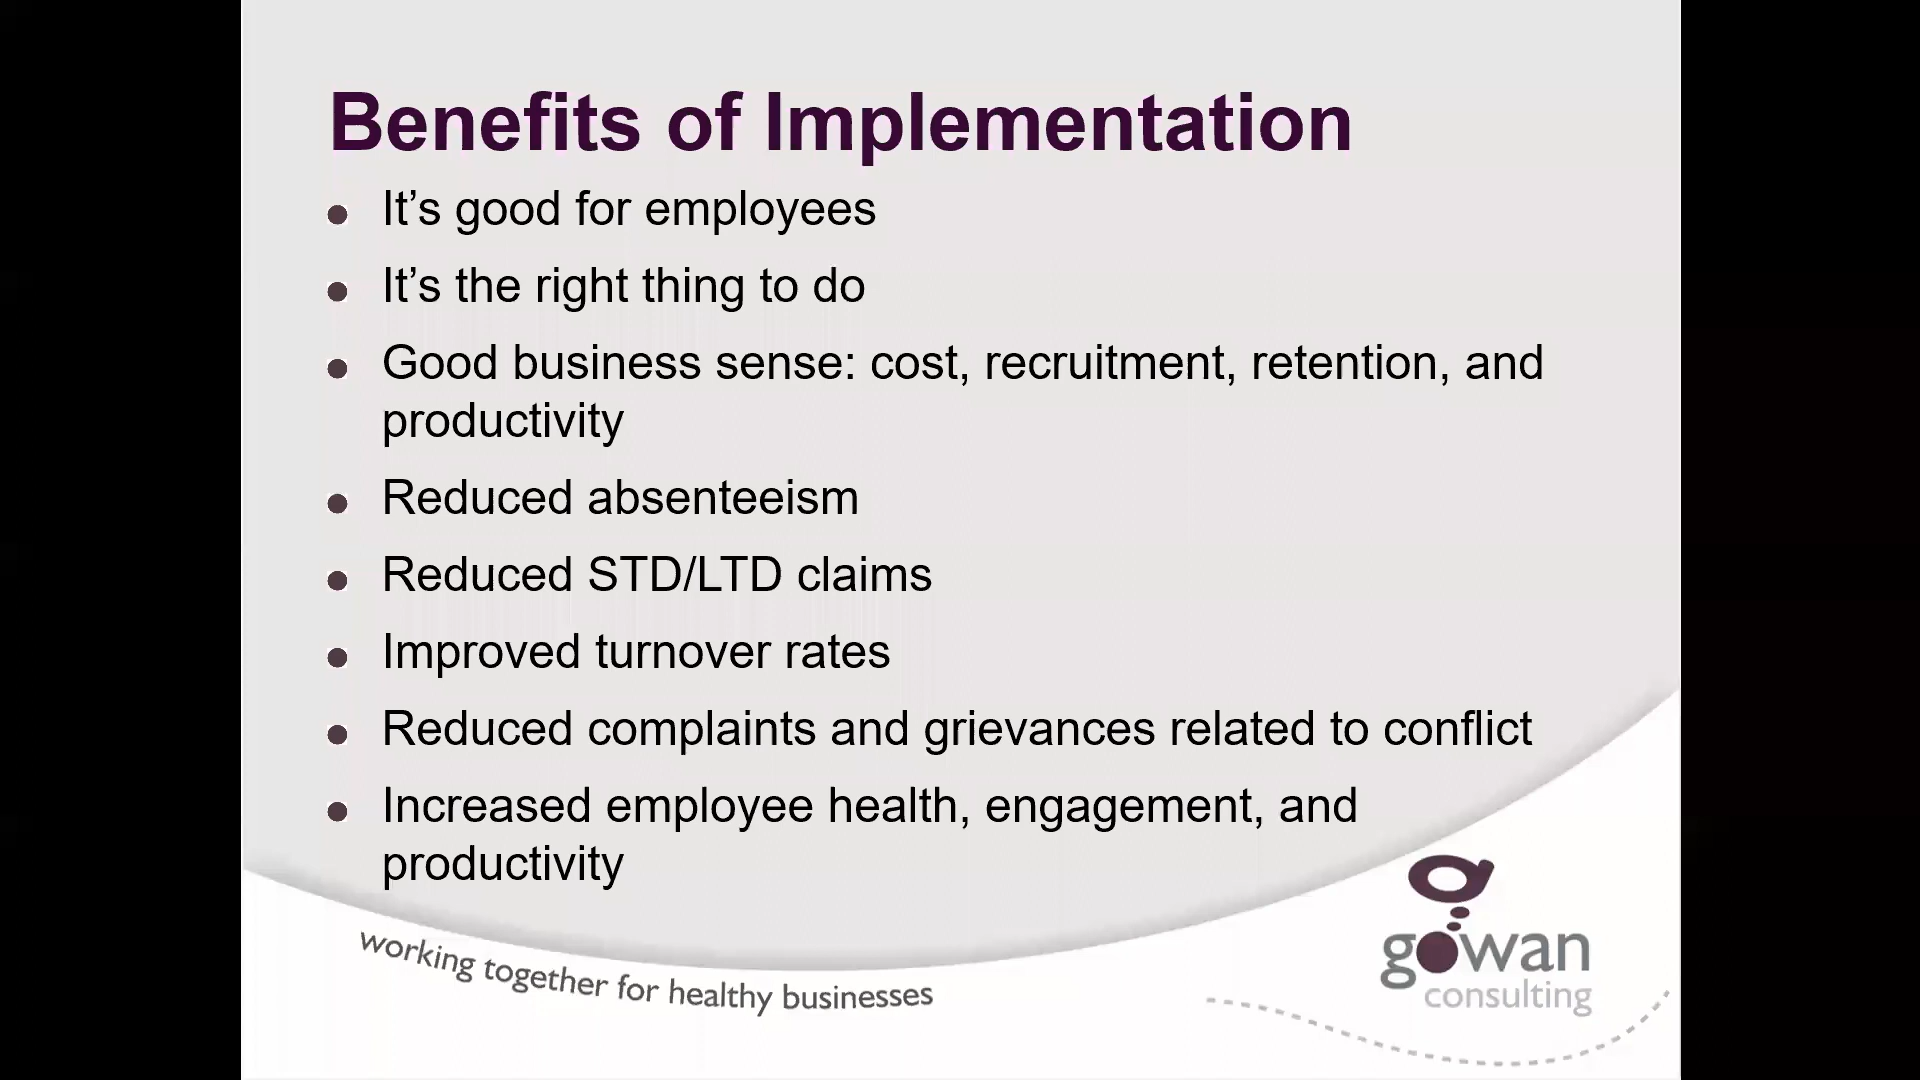 Benefits of Implementation
It’s good for employees
It’s the right thing to do
Good business sense: cost, recruitment, retention, and
productivity
Reduced absenteeism
Reduced STD/LTD claims
Improved turnover rates
Reduced complaints and grievances related to conflict
Increased employee health, engagement, and
productivity
working together for healthy businesses
gowan
consulting